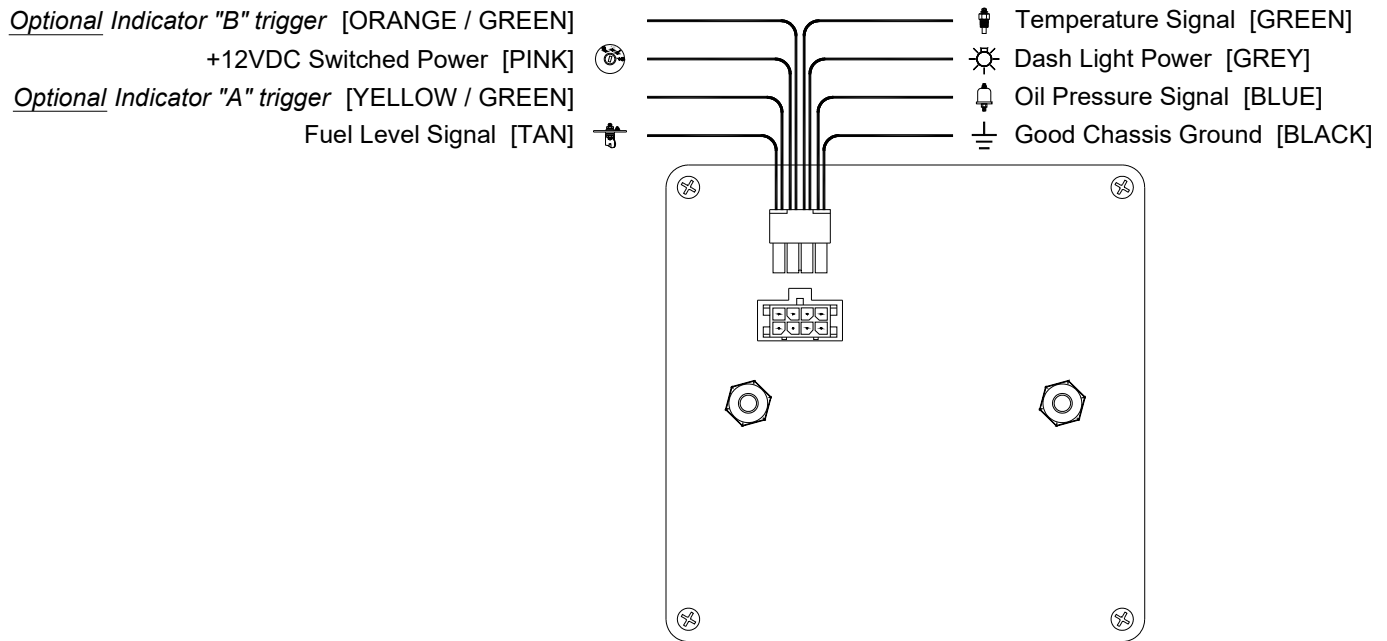 Optional Indicator "B" trigger [ORANGE / GREEN]
+12VDC Switched Power [PINK]
Optional Indicator "A" trigger [YELLOW / GREEN]
Fuel Level Signal [TAN]
Temperature Signal [GREEN]
Dash Light Power [GREY]
Oil Pressure Signal [BLUE]
Good Chassis Ground [BLACK]